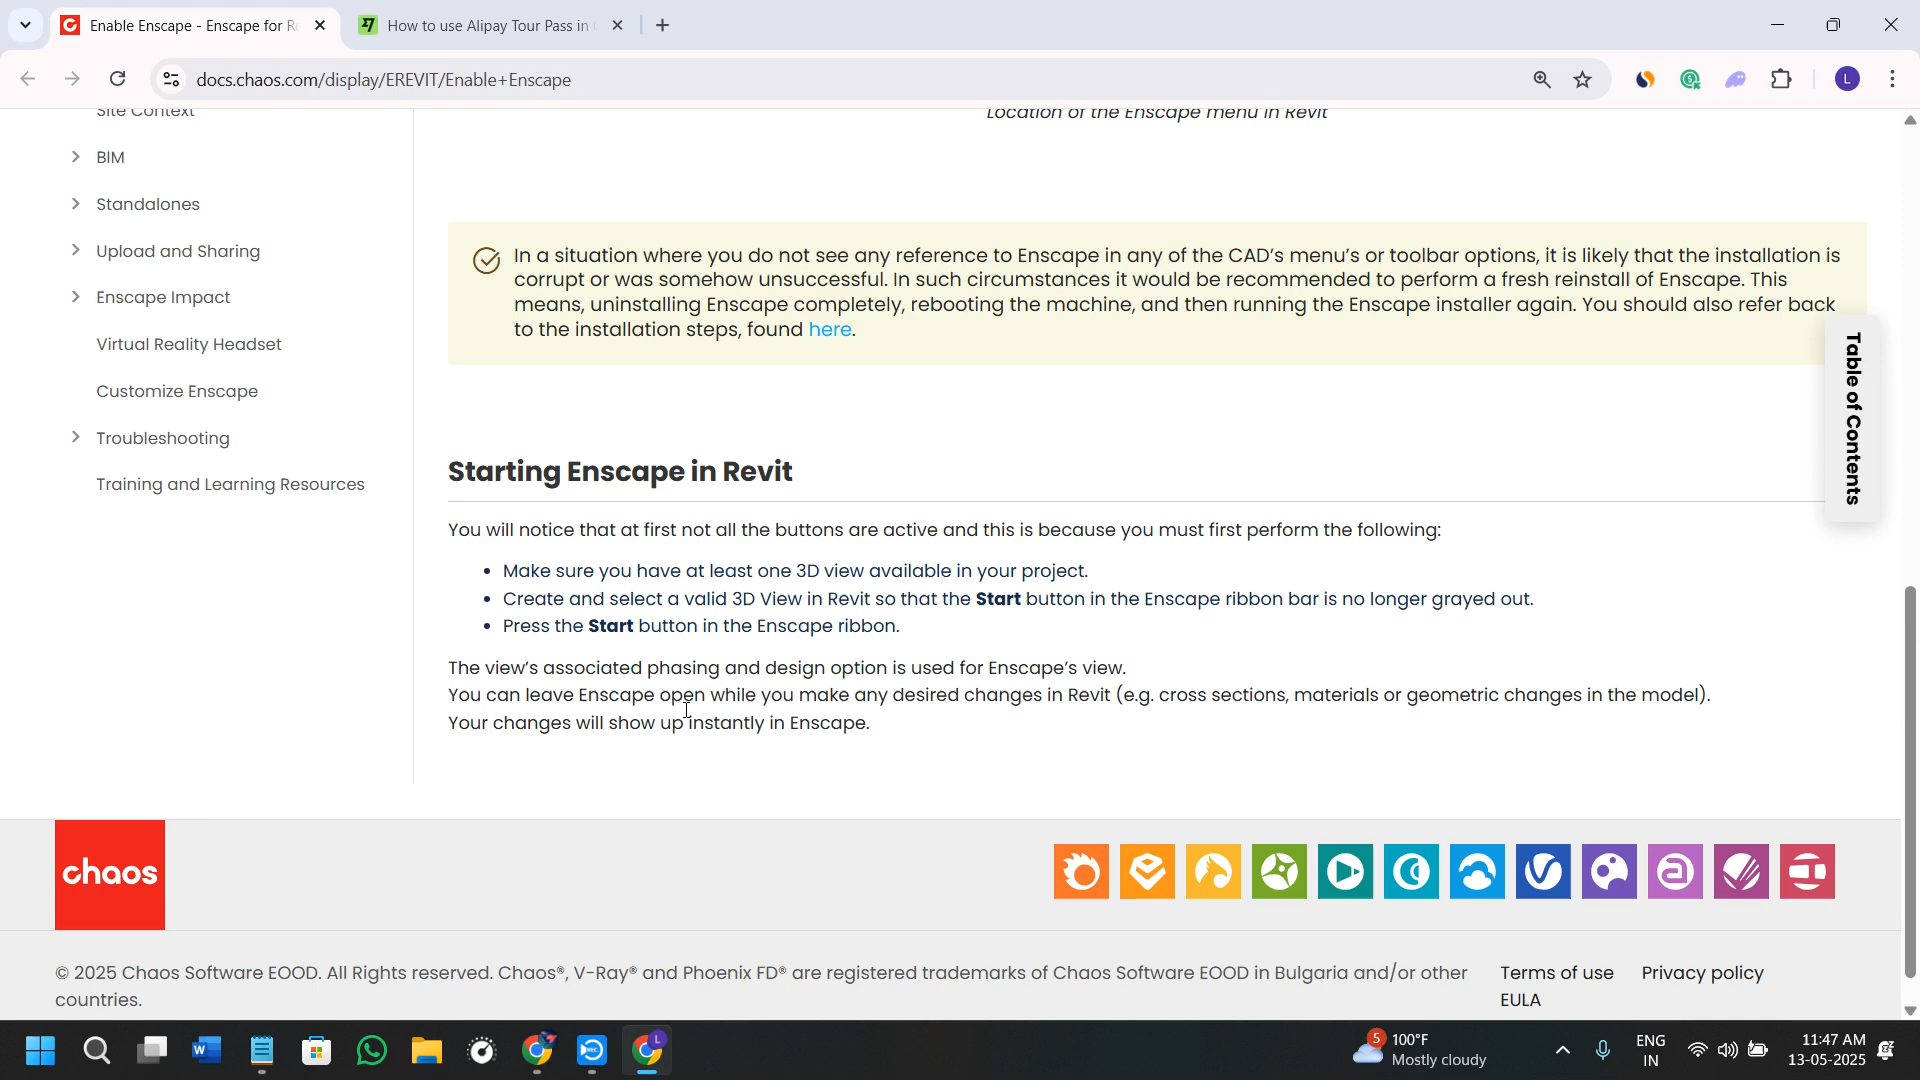 Enable Enscape - Enscape for Re
How to use Alipay Tour Pass in C
docs.chaos.com/display/EREVIT/Enable+Enscape
L
Site Context
BIM
Standalones
Upload and Sharing
Enscape Impact
Virtual Reality Headset
Customize Enscape
Troubleshooting
Training and Learning Resources
Location of the Enscape menu in Revit
In a situation where you do not see any reference to Enscape in any of the CAD's menu's or toolbar options, it is likely that the installation is
corrupt or was somehow unsuccessful. In such circumstances it would be recommended to perform a fresh reinstall of Enscape. This
means, uninstalling Enscape completely, rebooting the machine, and then running the Enscape installer again. You should also refer back
to the installation steps, found here.
Table of Contents
Starting Enscape in Revit
You will notice that at first not all the buttons are active and this is because you must first perform the following:
• Make sure you have at least one 3D view available in your project.
• Create and select a valid 3D View in Revit so that the Start button in the Enscape ribbon bar is no longer grayed out.
• Press the Start button in the Enscape ribbon.
The view's associated phasing and design option is used for Enscape's view.
You can leave Enscape open while you make any desired changes in Revit (e.g. cross sections, materials or geometric changes in the model).
Your changes will show up instantly in Enscape.
chaos
© 2025 Chaos Software EOOD. All Rights reserved. Chaos®, V-Ray® and Phoenix FD® are registered trademarks of Chaos Software EOOD in Bulgaria and/or other
countries.
Terms of use
Privacy policy
EULA
5
100°F
Mostly cloudy
ENG
IN
11:47 AM
13-05-2025